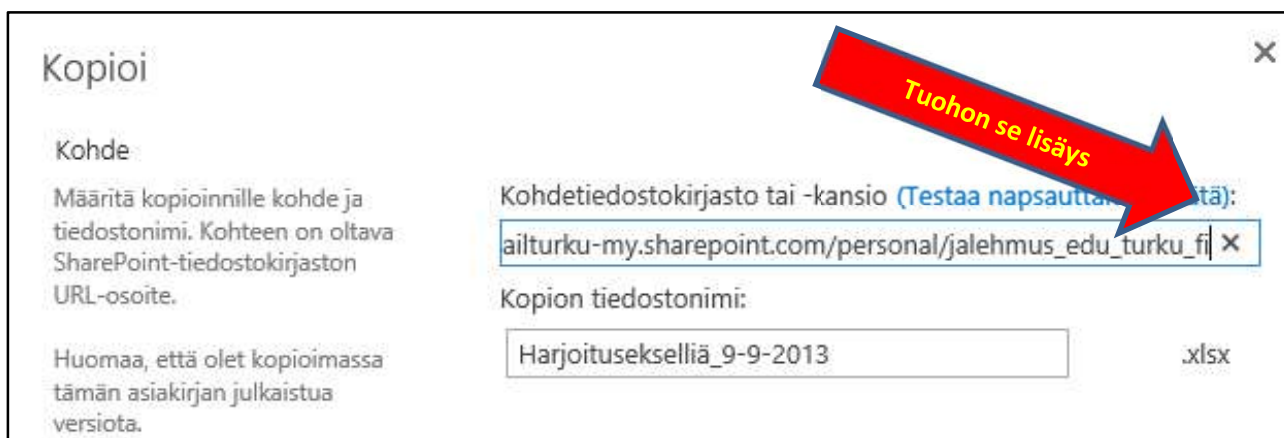 Kopioi
Tuohon se lisäys
Kohde
Määritä kopioinnille kohde ja
tiedostonimi. Kohteen on oltava
SharePoint-tiedostokirjaston
URL-osoite.
Huomaa, että olet kopioimassa
tämän asiakirjan julkaistua
versiota.
Kohdetiedostokirjasto tai -kansio (Testaa napsautta tä):
ailturku-my.sharepoint.com/personal/jalehmus_edu_turku_fi
Kopion tiedostonimi:
Harjoitusekselliä_9-9-2013 .xlsx